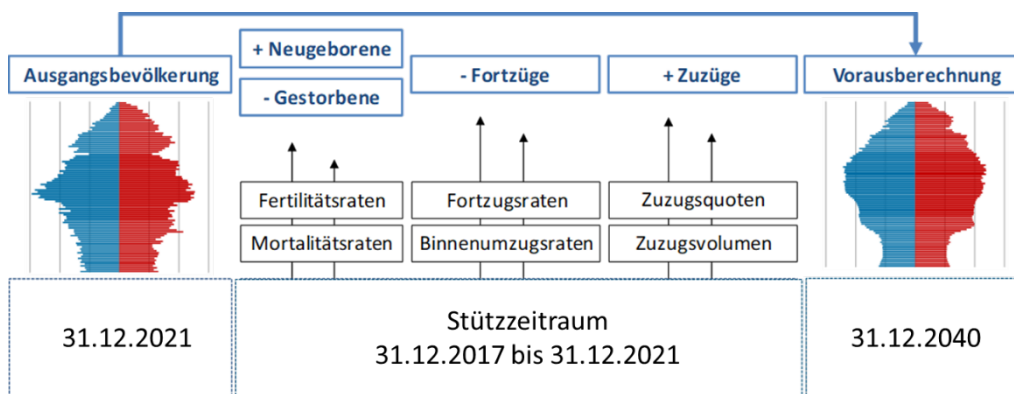 + Neugeborene
Ausgangsbevölkerung
- Gestorbene
- Fortzüge
+ Zuzüge
Vorausberechnung
Fertilitätsraten
Fortzugsraten
Zuzugsquoten
Mortalitätsraten
Binnenumzugsraten
Zuzugsvolumen
31.12.2021
Stützzeitraum
31.12.2017 bis 31.12.2021
31.12.2040